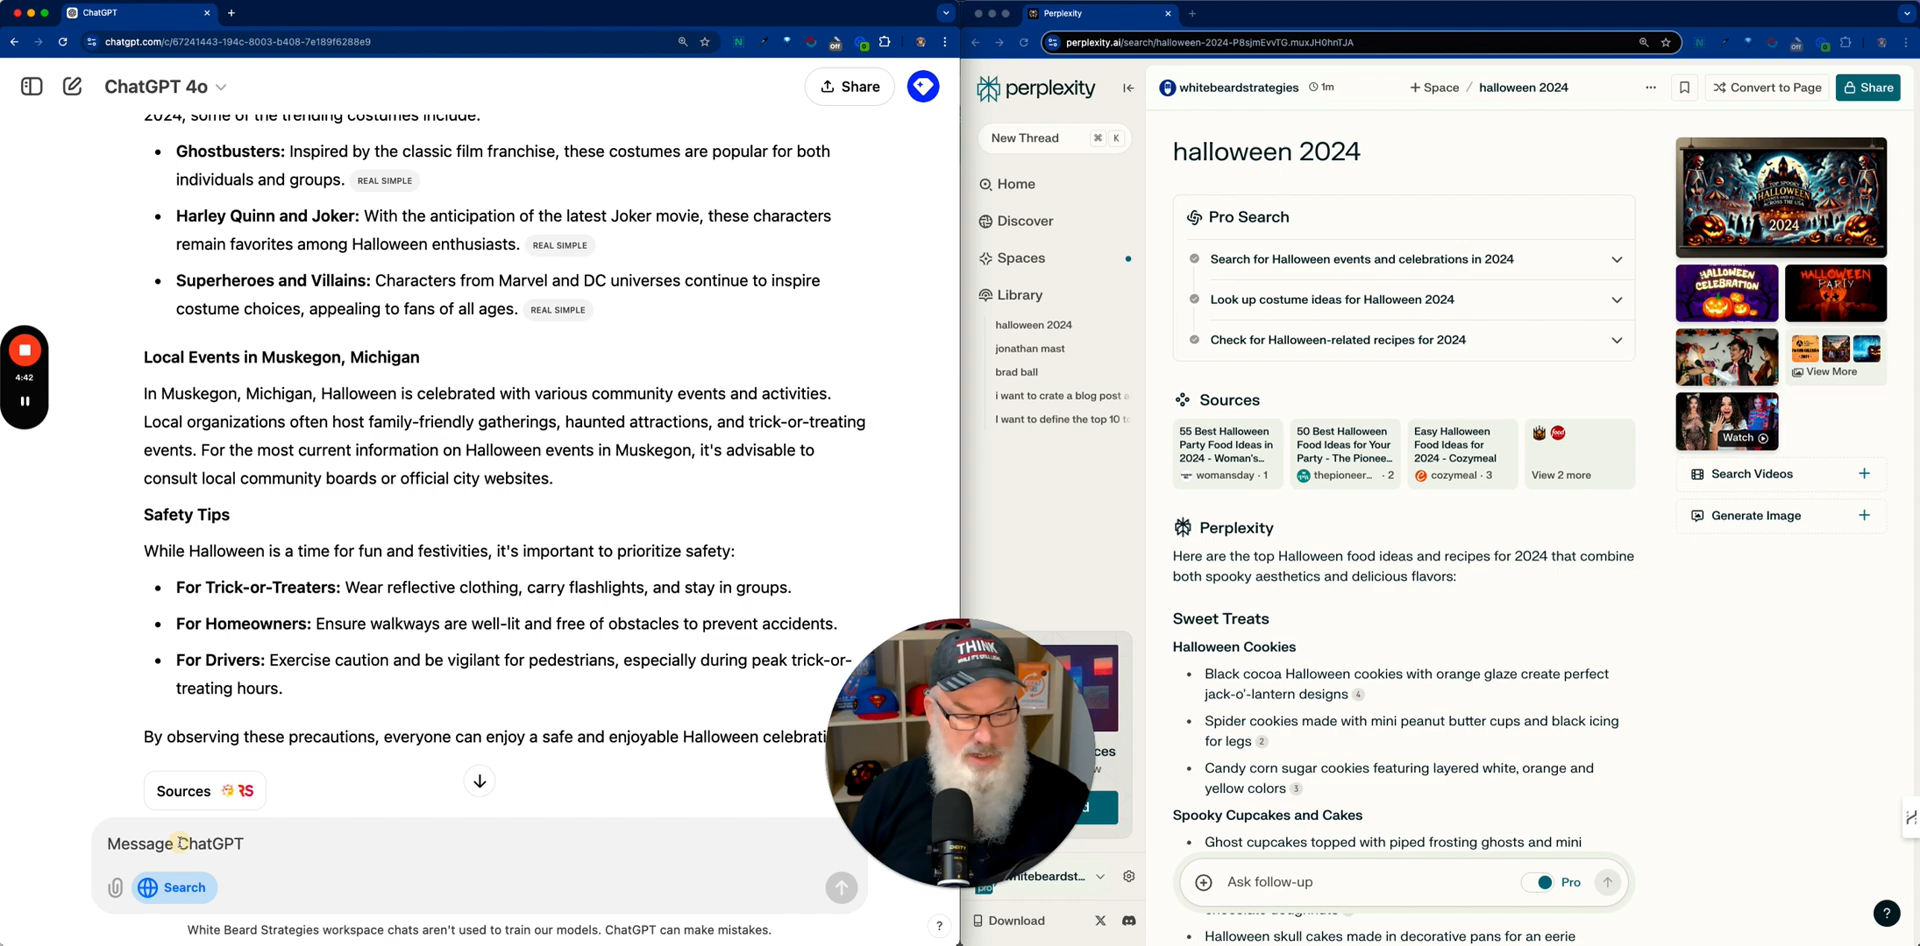 ChatGPT
chatgpt.com/c/67241443-194c-8003-b408-7e189f6288e9
ChatGPT 4o
Share
2024, some of the trending costumes include:
Ghostbusters: Inspired by the classic film franchise, these costumes are popular for both
individuals and groups. REAL SIMPLE
Harley Quinn and Joker: With the anticipation of the latest Joker movie, these characters
remain favorites among Halloween enthusiasts. REAL SIMPLE
Superheroes and Villains: Characters from Marvel and DC universes continue to inspire
costume choices, appealing to fans of all ages. REAL SIMPLE
Local Events in Muskegon, Michigan
In Muskegon, Michigan, Halloween is celebrated with various community events and activities.
Local organizations often host family-friendly gatherings, haunted attractions, and trick-or-treating
events. For the most current information on Halloween events in Muskegon, it's advisable to
consult local community boards or official city websites.
Safety Tips
While Halloween is a time for fun and festivities, it's important to prioritize safety:
For Trick-or-Treaters: Wear reflective clothing, carry flashlights, and stay in groups.
For Homeowners: Ensure walkways are well-lit and free of obstacles to prevent accidents.
For Drivers: Exercise caution and be vigilant for pedestrians, especially during peak trick-or-
treating hours.
By observing these precautions, everyone can enjoy a safe and enjoyable Halloween
Sources RS
Message ChatGPT
Search
White Beard Strategies workspace chats aren't used to train our models. ChatGPT can make mistakes.
?
4:42
THINK
Perplexity
perplexity.ai/search/halloween-2024-P8sjmEvvTG.muxJH0hnTJA
perplexity
New Thread ⌘ K
Home
Discover
Spaces
Library
halloween 2024
jonathan mast
brad ball
i want to crate a blog post a
I want to define the top 10 to
Download
whitebeardstrategies 1m
+ Space / halloween 2024
Convert to Page
Share
halloween 2024
Pro Search
Search for Halloween events and celebrations in 2024
Look up costume ideas for Halloween 2024
Check for Halloween-related recipes for 2024
Sources
55 Best Halloween
Party Food Ideas in
2024 - Woman's...
womansday · 1
50 Best Halloween
Food Ideas for Your
Party - The Pionee...
thepioneer... · 2
Easy Halloween
Food Ideas for
2024 - Cozymeal
cozymeal · 3
food
View 2 more
Perplexity
Here are the top Halloween food ideas and recipes for 2024 that combine
both spooky aesthetics and delicious flavors:
Sweet Treats
Halloween Cookies
Black cocoa Halloween cookies with orange glaze create perfect
jack-o'-lantern designs 4
Spider cookies made with mini peanut butter cups and black icing
for legs 2
Candy corn sugar cookies featuring layered white, orange and
yellow colors 3
Spooky Cupcakes and Cakes
Ghost cupcakes topped with piped frosting ghosts and mini
Ask follow-up
Pro
Halloween skull cakes made in decorative pans for an eerie
HALLOWEEN
2024
HALLOWEEN
CELEBRATION
HALLOWEEN
PARTY
View More
Watch
Search Videos
Generate Image
?